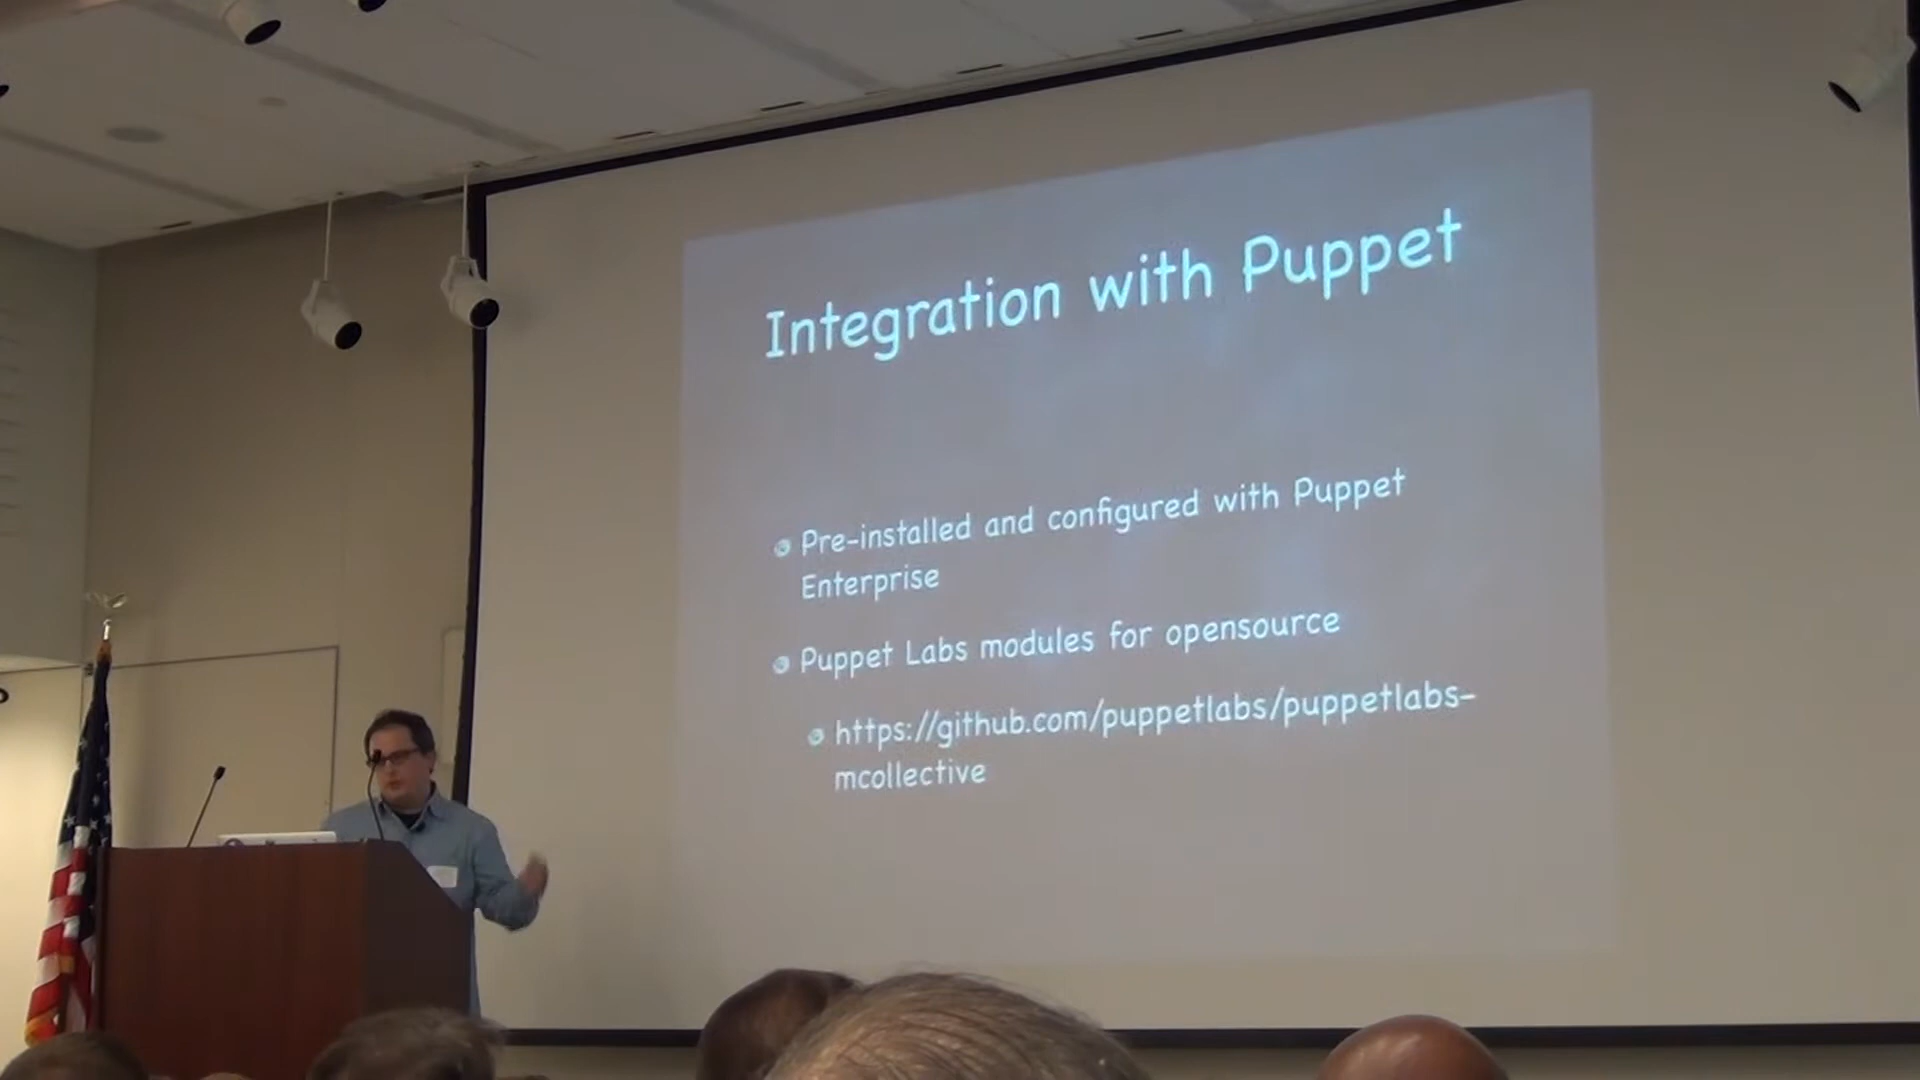 Integration with Puppet
Pre-installed and configured with Puppet
Enterprise
Puppet Labs modules for opensource
https://github.com/puppetlabs/puppetlabs-
mcollective